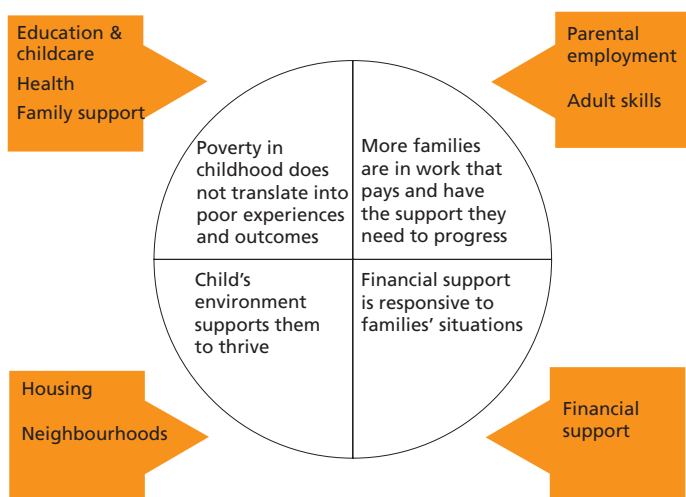 Education &
childcare
Health
Family support
Parental
employment
Adult skills
Poverty in
childhood does
not translate into
poor experiences
and outcomes
More families
are in work that
pays and have
the support they
need to progress
Child’s
environment
supports them
to thrive
Financial support
is responsive to
families’ situations
Housing
Neighbourhoods
Financial
support